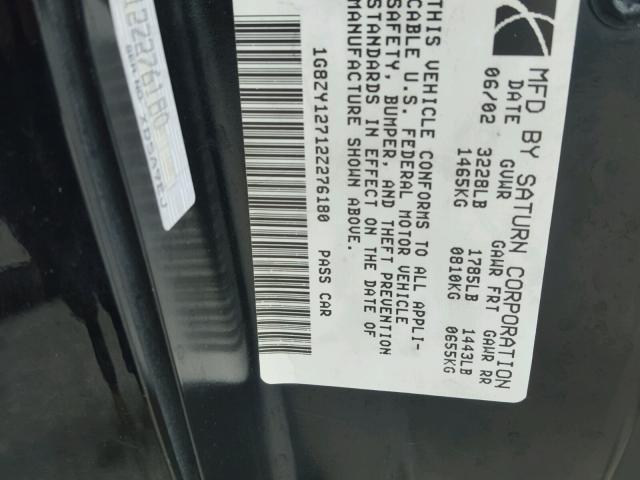 MFD BY SATURN CORPORATION
DATE GVWR GAWR FRT GAWR RR
06/02 3228LB 1785LB 1443LB
1465KG 0810KG 0655KG
THIS VEHICLE CONFORMS TO ALL APPLI-
CABLE U.S. FEDERAL MOTOR VEHICLE
SAFETY, BUMPER, AND THEFT PREVENTION
STANDARDS IN EFFECT ON THE DATE OF
MANUFACTURE SHOWN ABOVE.
1G8ZY12712Z276180 PASS CAR
12Z276180